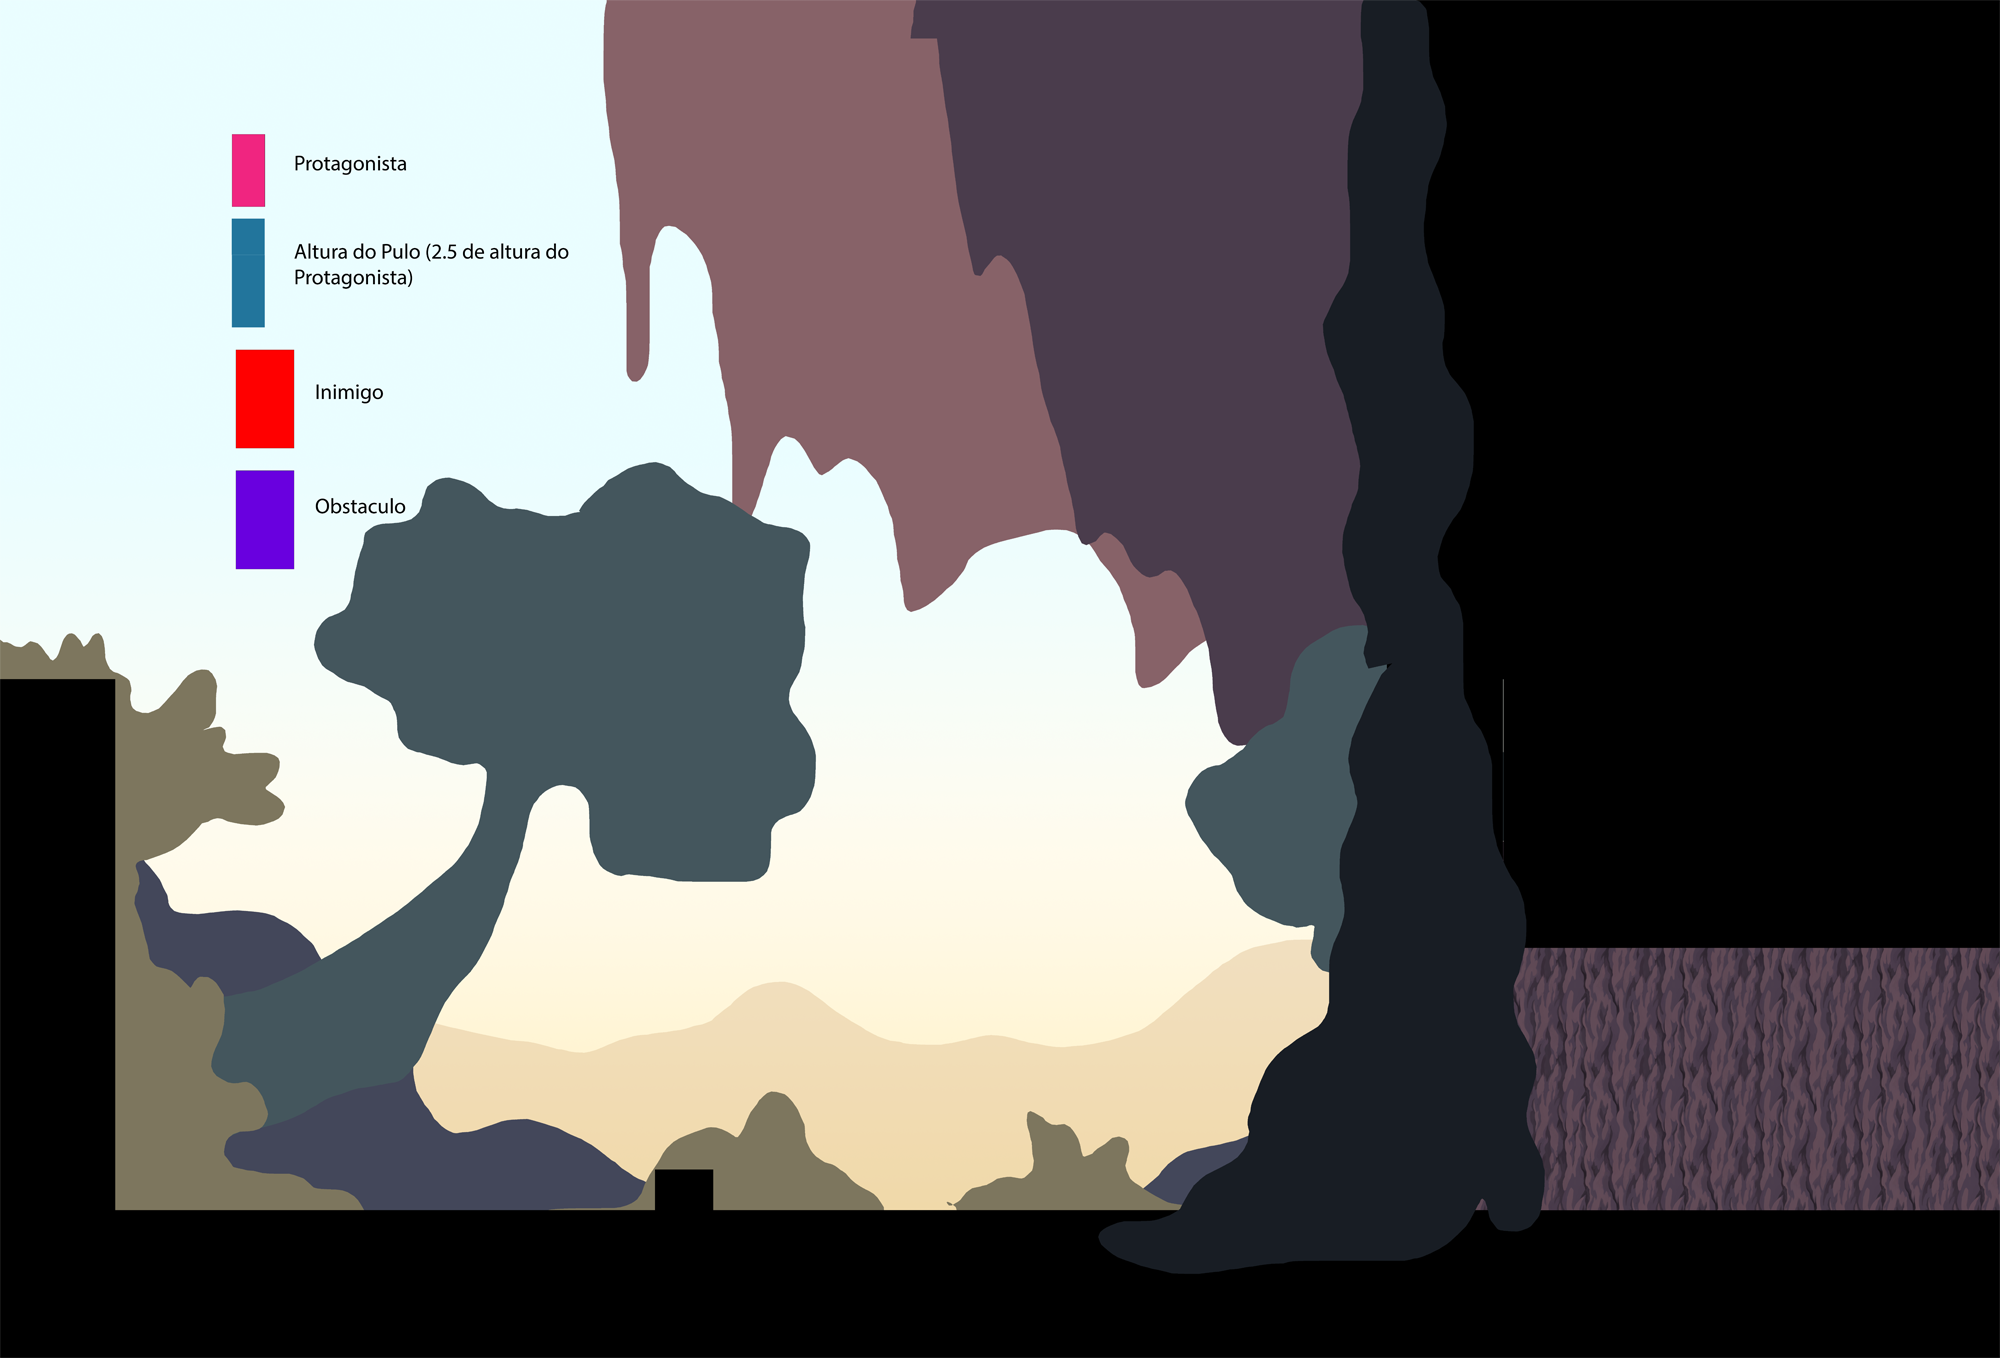 Protagonista
Altura do Pulo (2.5 de altura do
Protagonista)
Inimigo
Obstaculo